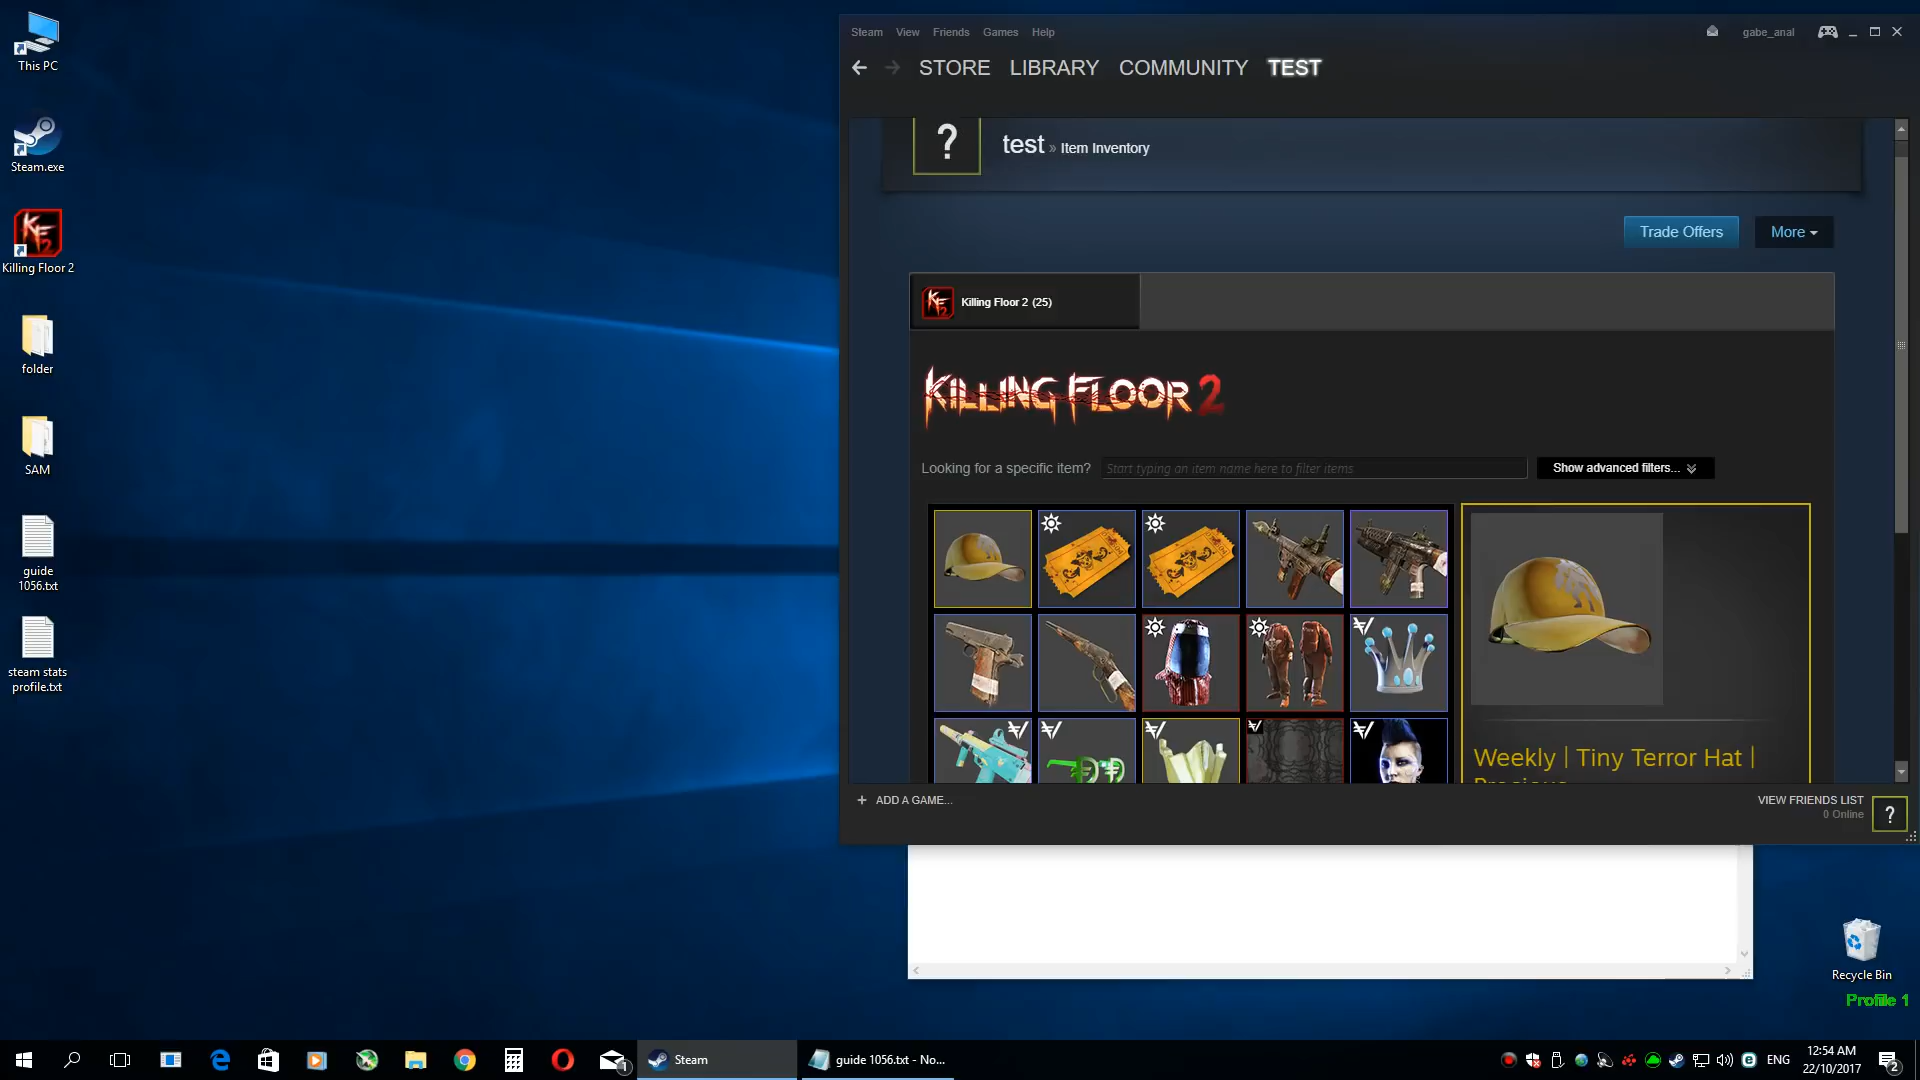 This PC
Steam.exe
Killing Floor 2
folder
SAM
guide
1056.txt
steam stats
profile.txt
Steam View Friends Games Help
gabe_anal
STORE LIBRARY COMMUNITY TEST
?
test » Item Inventory
Trade Offers
More
Killing Floor 2 (25)
KILLING FLOOR 2
Looking for a specific item?
Start typing an item name here to filter items
Show advanced filters...
Weekly | Tiny Terror Hat |
Precious
+ ADD A GAME...
VIEW FRIENDS LIST
0 Online
?
Recycle Bin
Profile 1
1
Steam
guide 1056.txt - No...
ENG
12:54 AM
22/10/2017
2